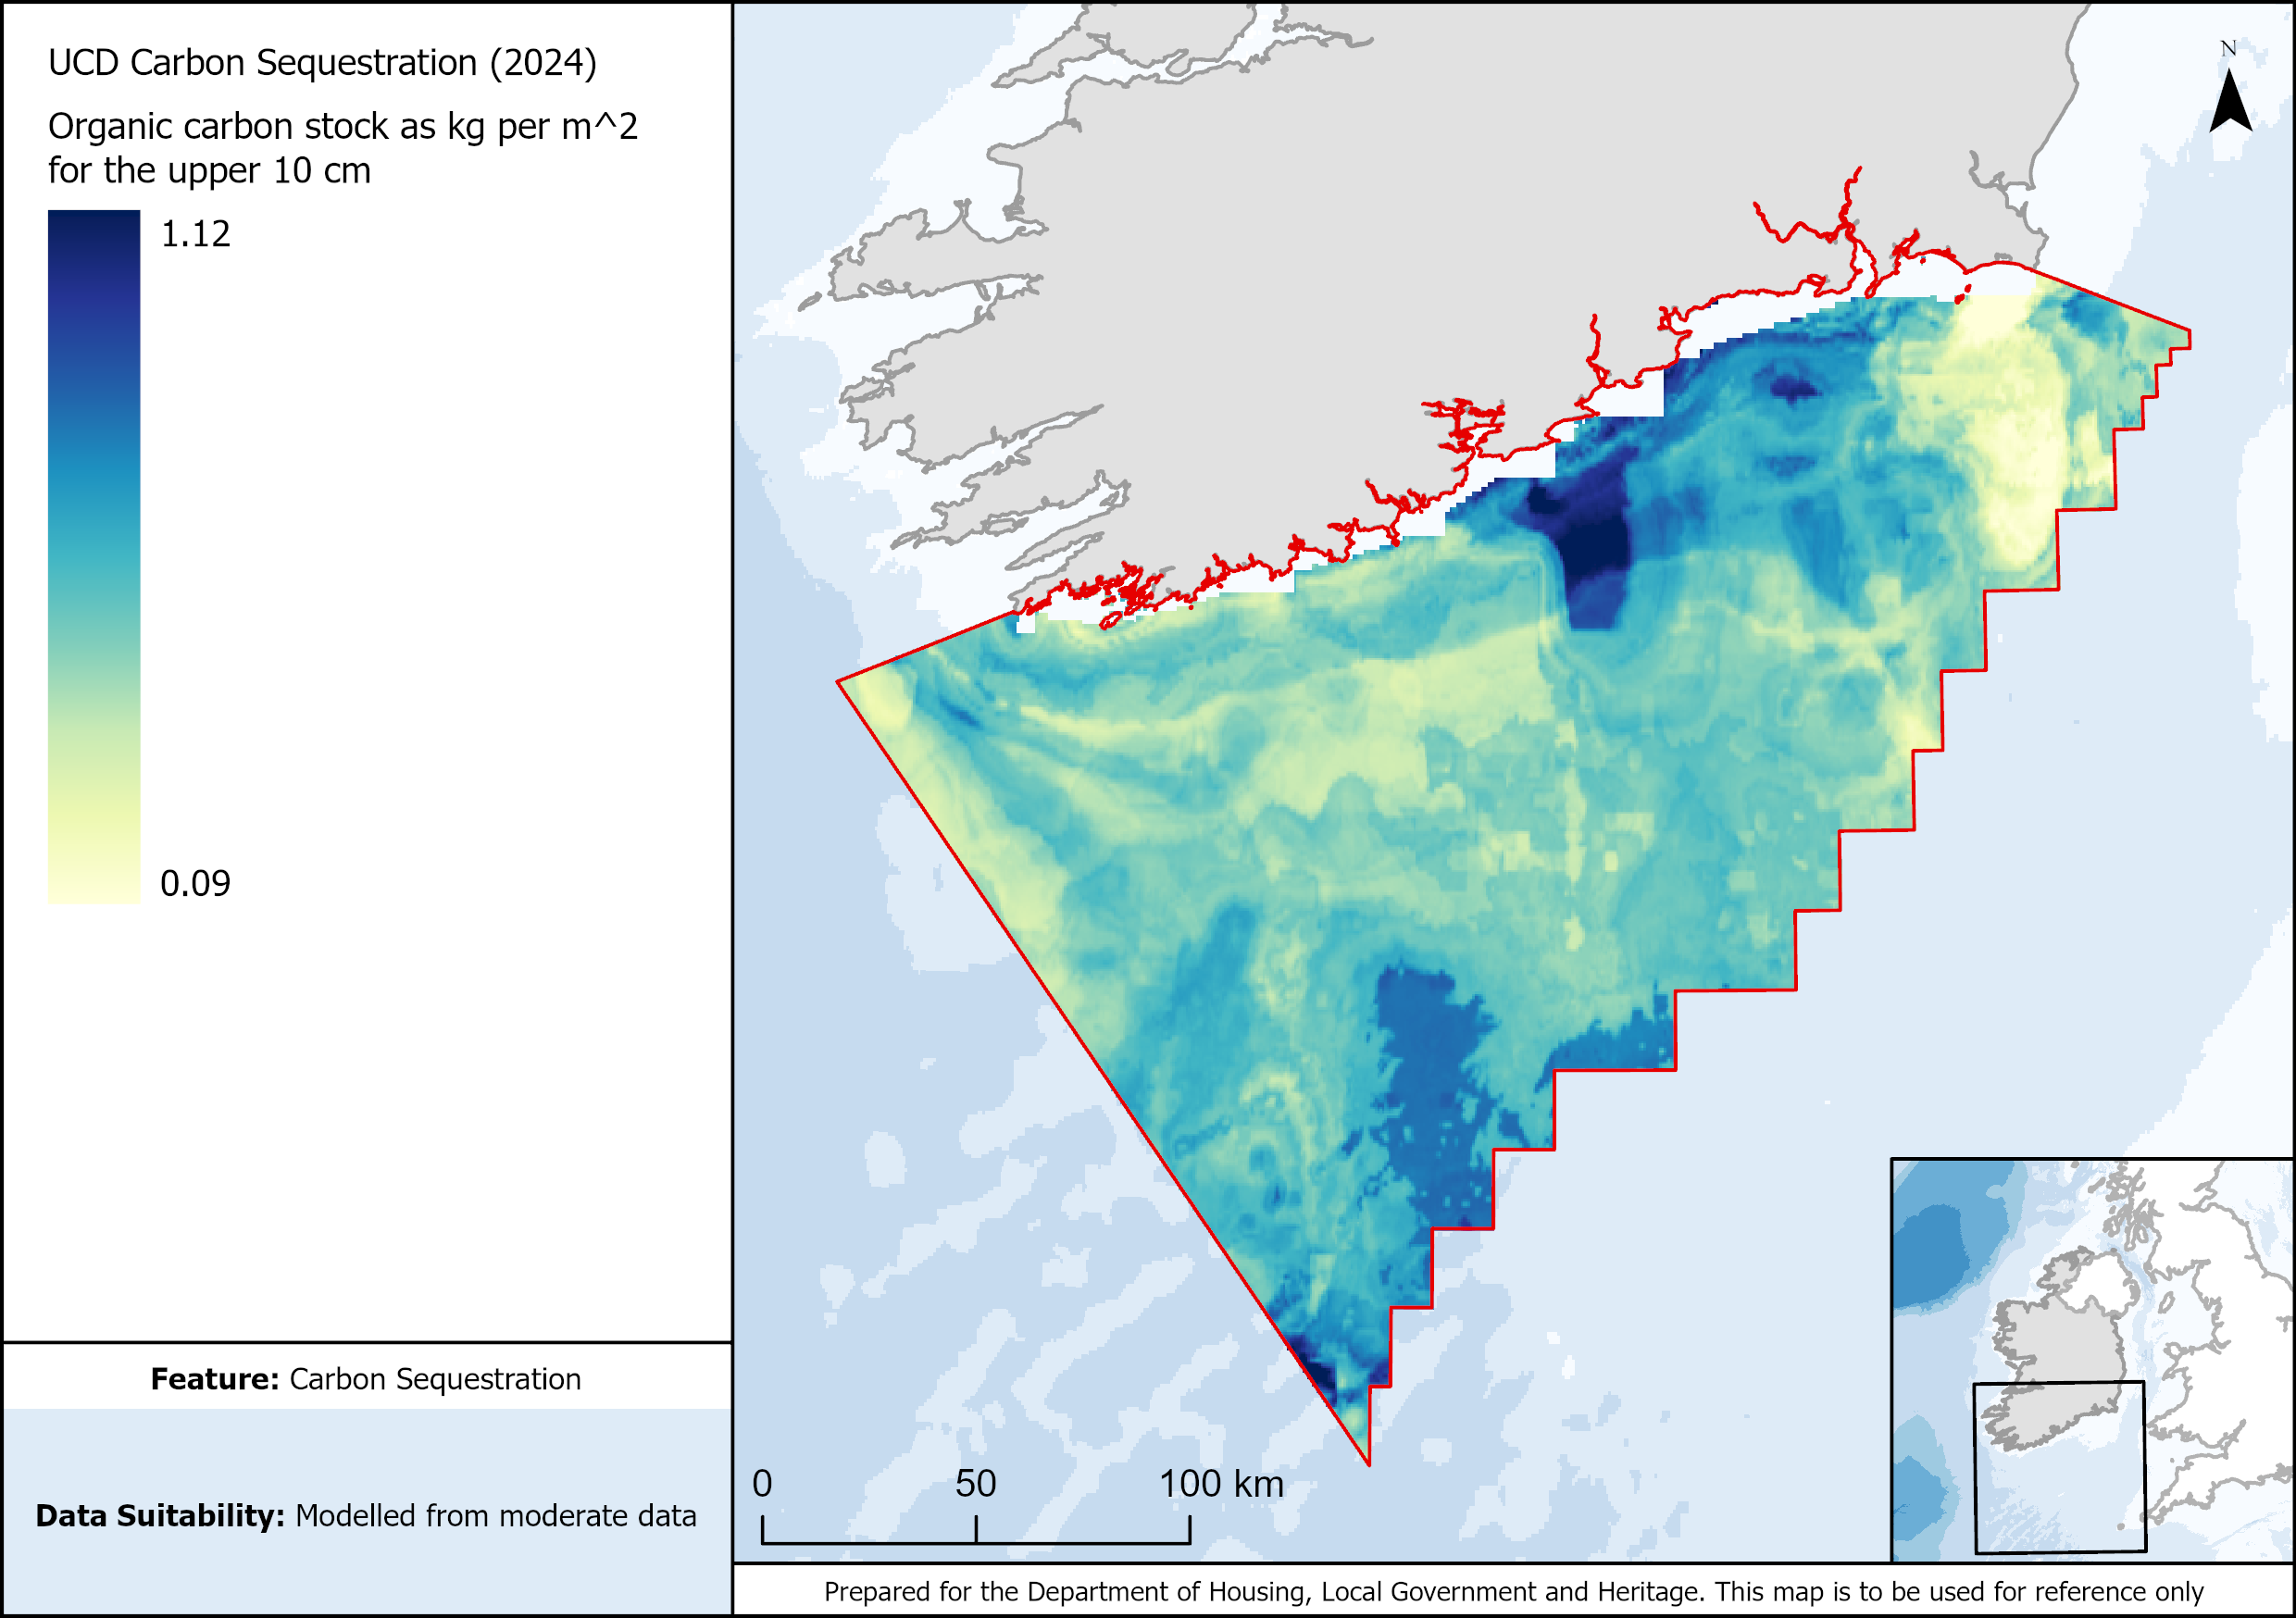 UCD Carbon Sequestration (2024)
Organic carbon stock as kg per m^2
for the upper 10 cm
1.12
0.09
Feature: Carbon Sequestration
Data Suitability: Modelled from moderate data
N
0 50 100 km
Prepared for the Department of Housing, Local Government and Heritage. This map is to be used for reference only